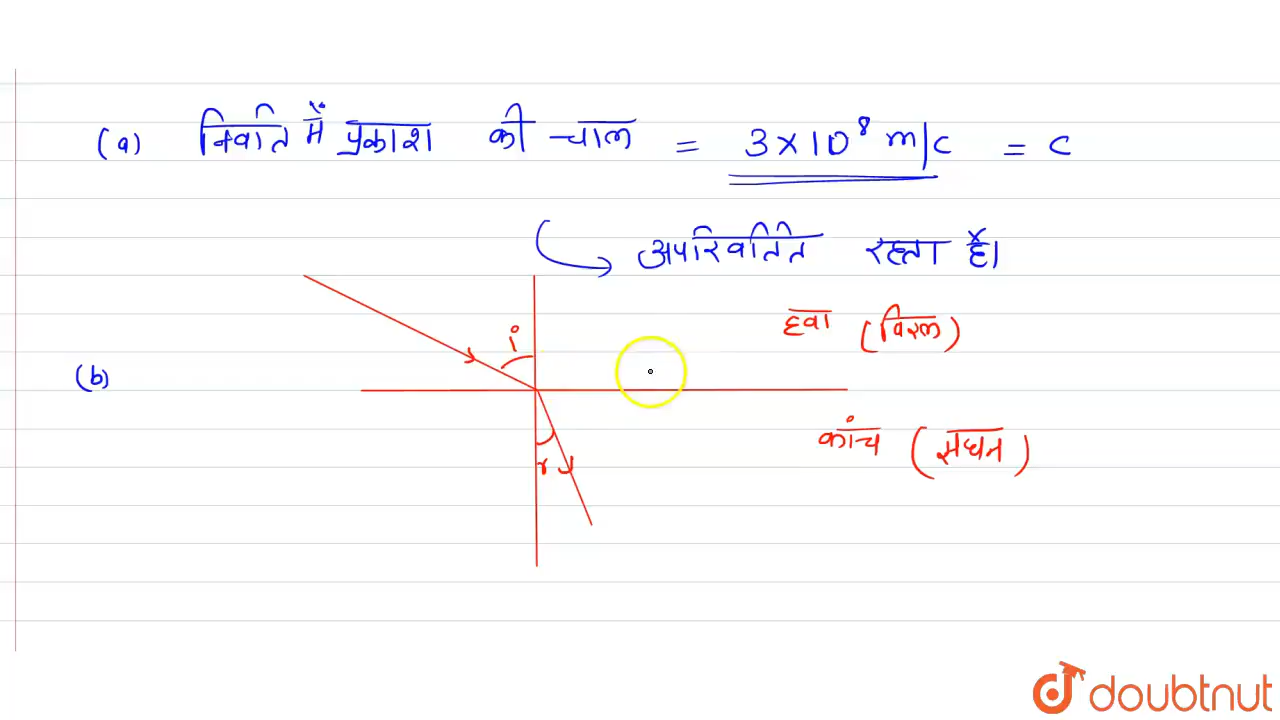 (a) निर्वात में प्रकाश की चाल = 3×10⁸ m/c = c
अपरिवर्तित रहता है।
हवा (विरल)
i
(b)
कांच (सघन)
r
doubtnut